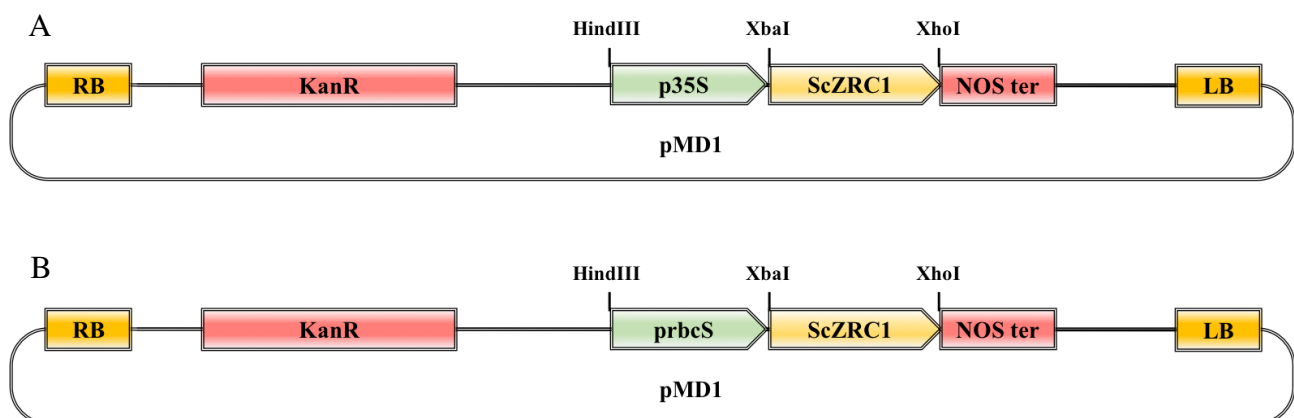 A
HindIII XbaI XhoI
RB KanR p35S ScZRC1 NOS ter LB
pMD1
B
HindIII XbaI XhoI
RB KanR prbcS ScZRC1 NOS ter LB
pMD1